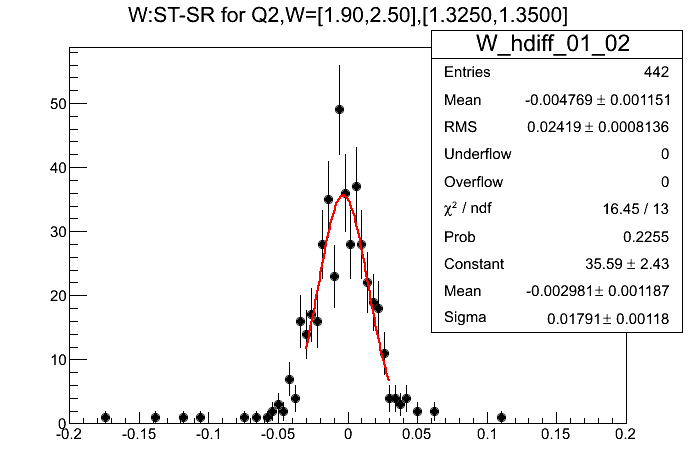 W:ST-SR for Q2,W=[1.90,2.50],[1.3250,1.3500]
W_hdiff_01_02
Entries 442
Mean -0.004769 ± 0.001151
RMS 0.02419 ± 0.0008136
Underflow 0
Overflow 0
χ² / ndf 16.45 / 13
Prob 0.2255
Constant 35.59 ± 2.43
Mean -0.002981 ± 0.001187
Sigma 0.01791 ± 0.00118
50
40
30
20
10
0
-0.2 -0.15 -0.1 -0.05 0 0.05 0.1 0.15 0.2